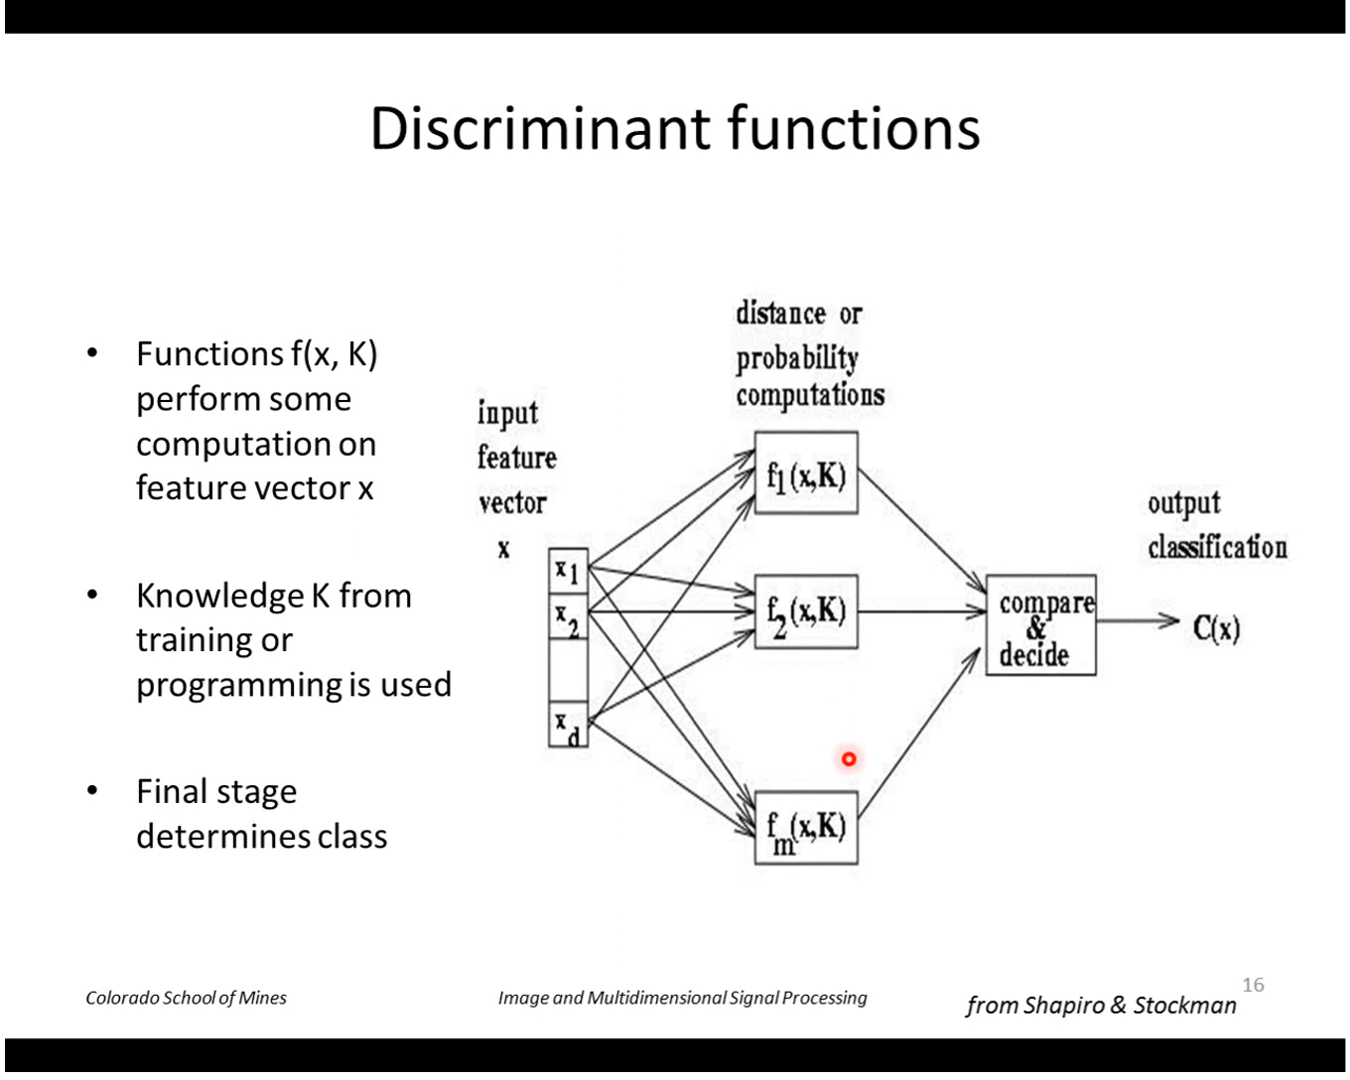 Discriminant functions
• Functions f(x, K)
perform some
computation on
feature vector x
• Knowledge K from
training or
programming is used
• Final stage
determines class
input
feature
vector
x
x1
x2
xd
distance or
probability
computations
f1(x,K)
f2(x,K)
fm(x,K)
compare
&
decide
output
classification
C(x)
Colorado School of Mines
Image and Multidimensional Signal Processing
from Shapiro & Stockman
16